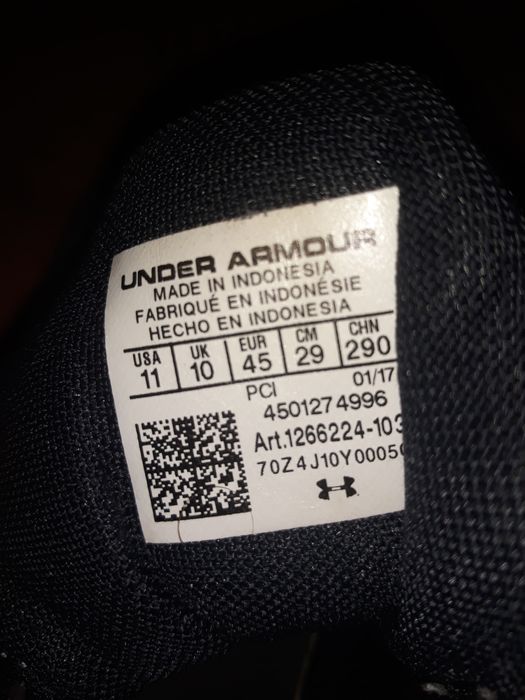 UNDER ARMOUR
MADE IN INDONESIA
FABRIQUÉ EN INDONÉSIE
HECHO EN INDONESIA
USA UK EUR CM CHN
11 10 45 29 290
PCI 01/17
4501274996
Art.1266224-103
70Z4J10Y0005